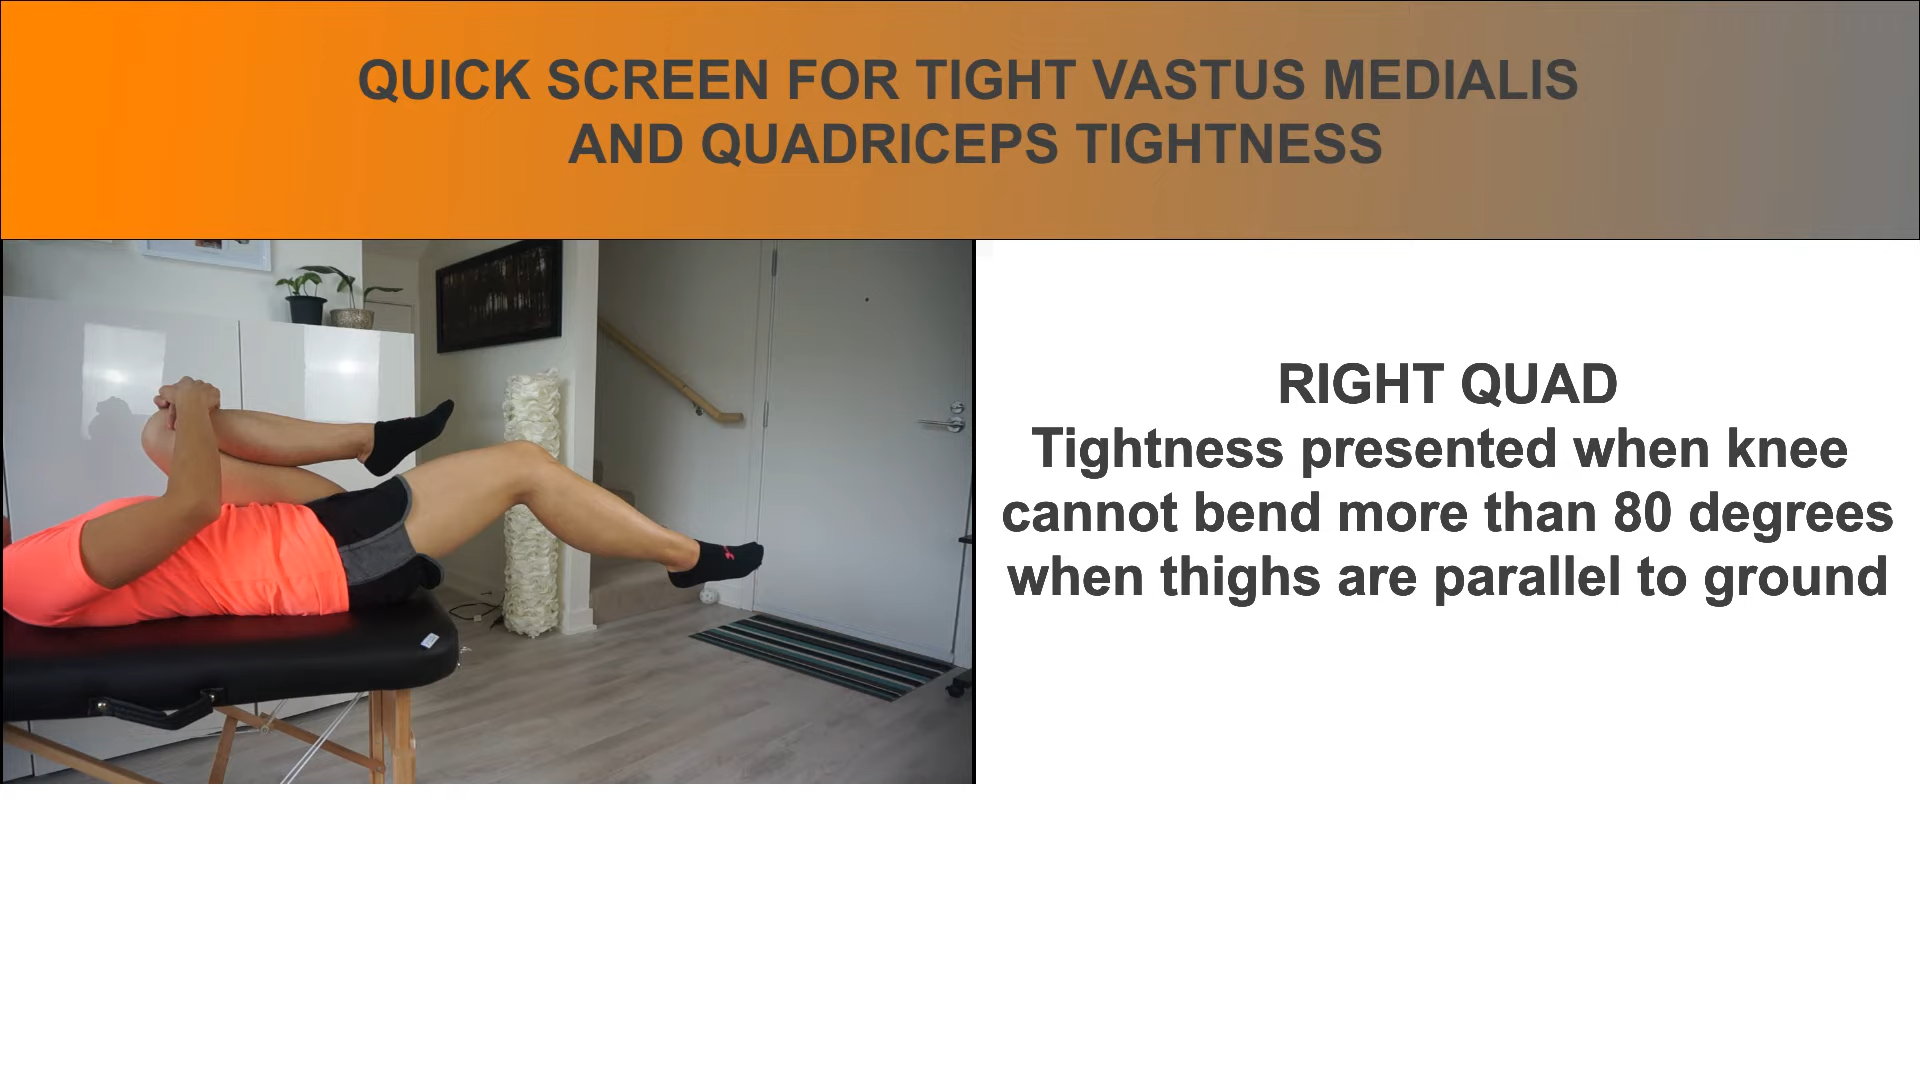 QUICK SCREEN FOR TIGHT VASTUS MEDIALIS
AND QUADRICEPS TIGHTNESS
RIGHT QUAD
Tightness presented when knee
cannot bend more than 80 degrees
when thighs are parallel to ground